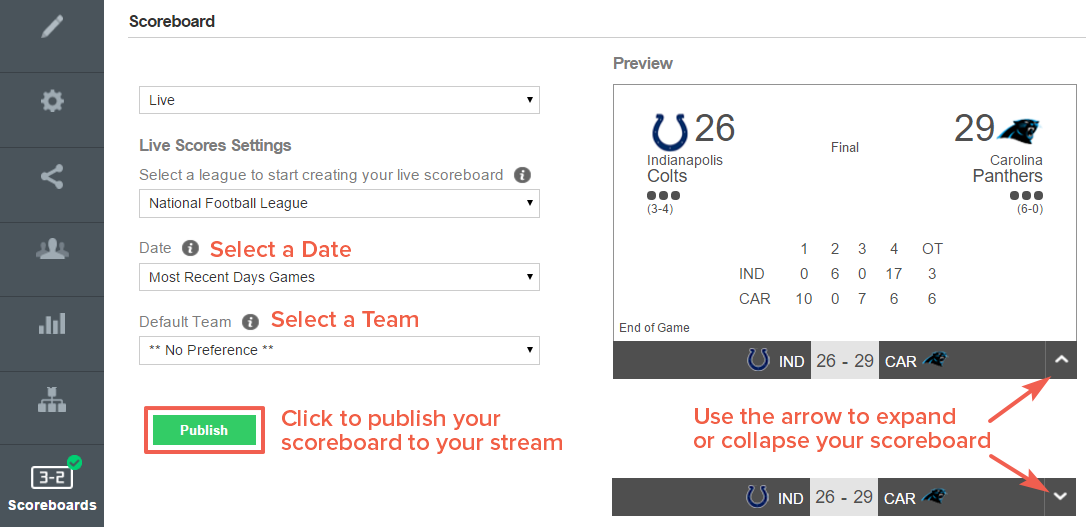 Scoreboard
Live
Live Scores Settings
Select a league to start creating your live scoreboard
National Football League
Date Select a Date
Most Recent Days Games
Default Team Select a Team
** No Preference **
Publish
Click to publish your
scoreboard to your stream
3-2
Scoreboards
Preview
26 29
Final
Indianapolis Carolina
Colts Panthers
(3-4) (6-0)
1 2 3 4 OT
IND 0 6 0 17 3
CAR 10 0 7 6 6
End of Game
IND 26 - 29 CAR
Use the arrow to expand
or collapse your scoreboard
IND 26 - 29 CAR